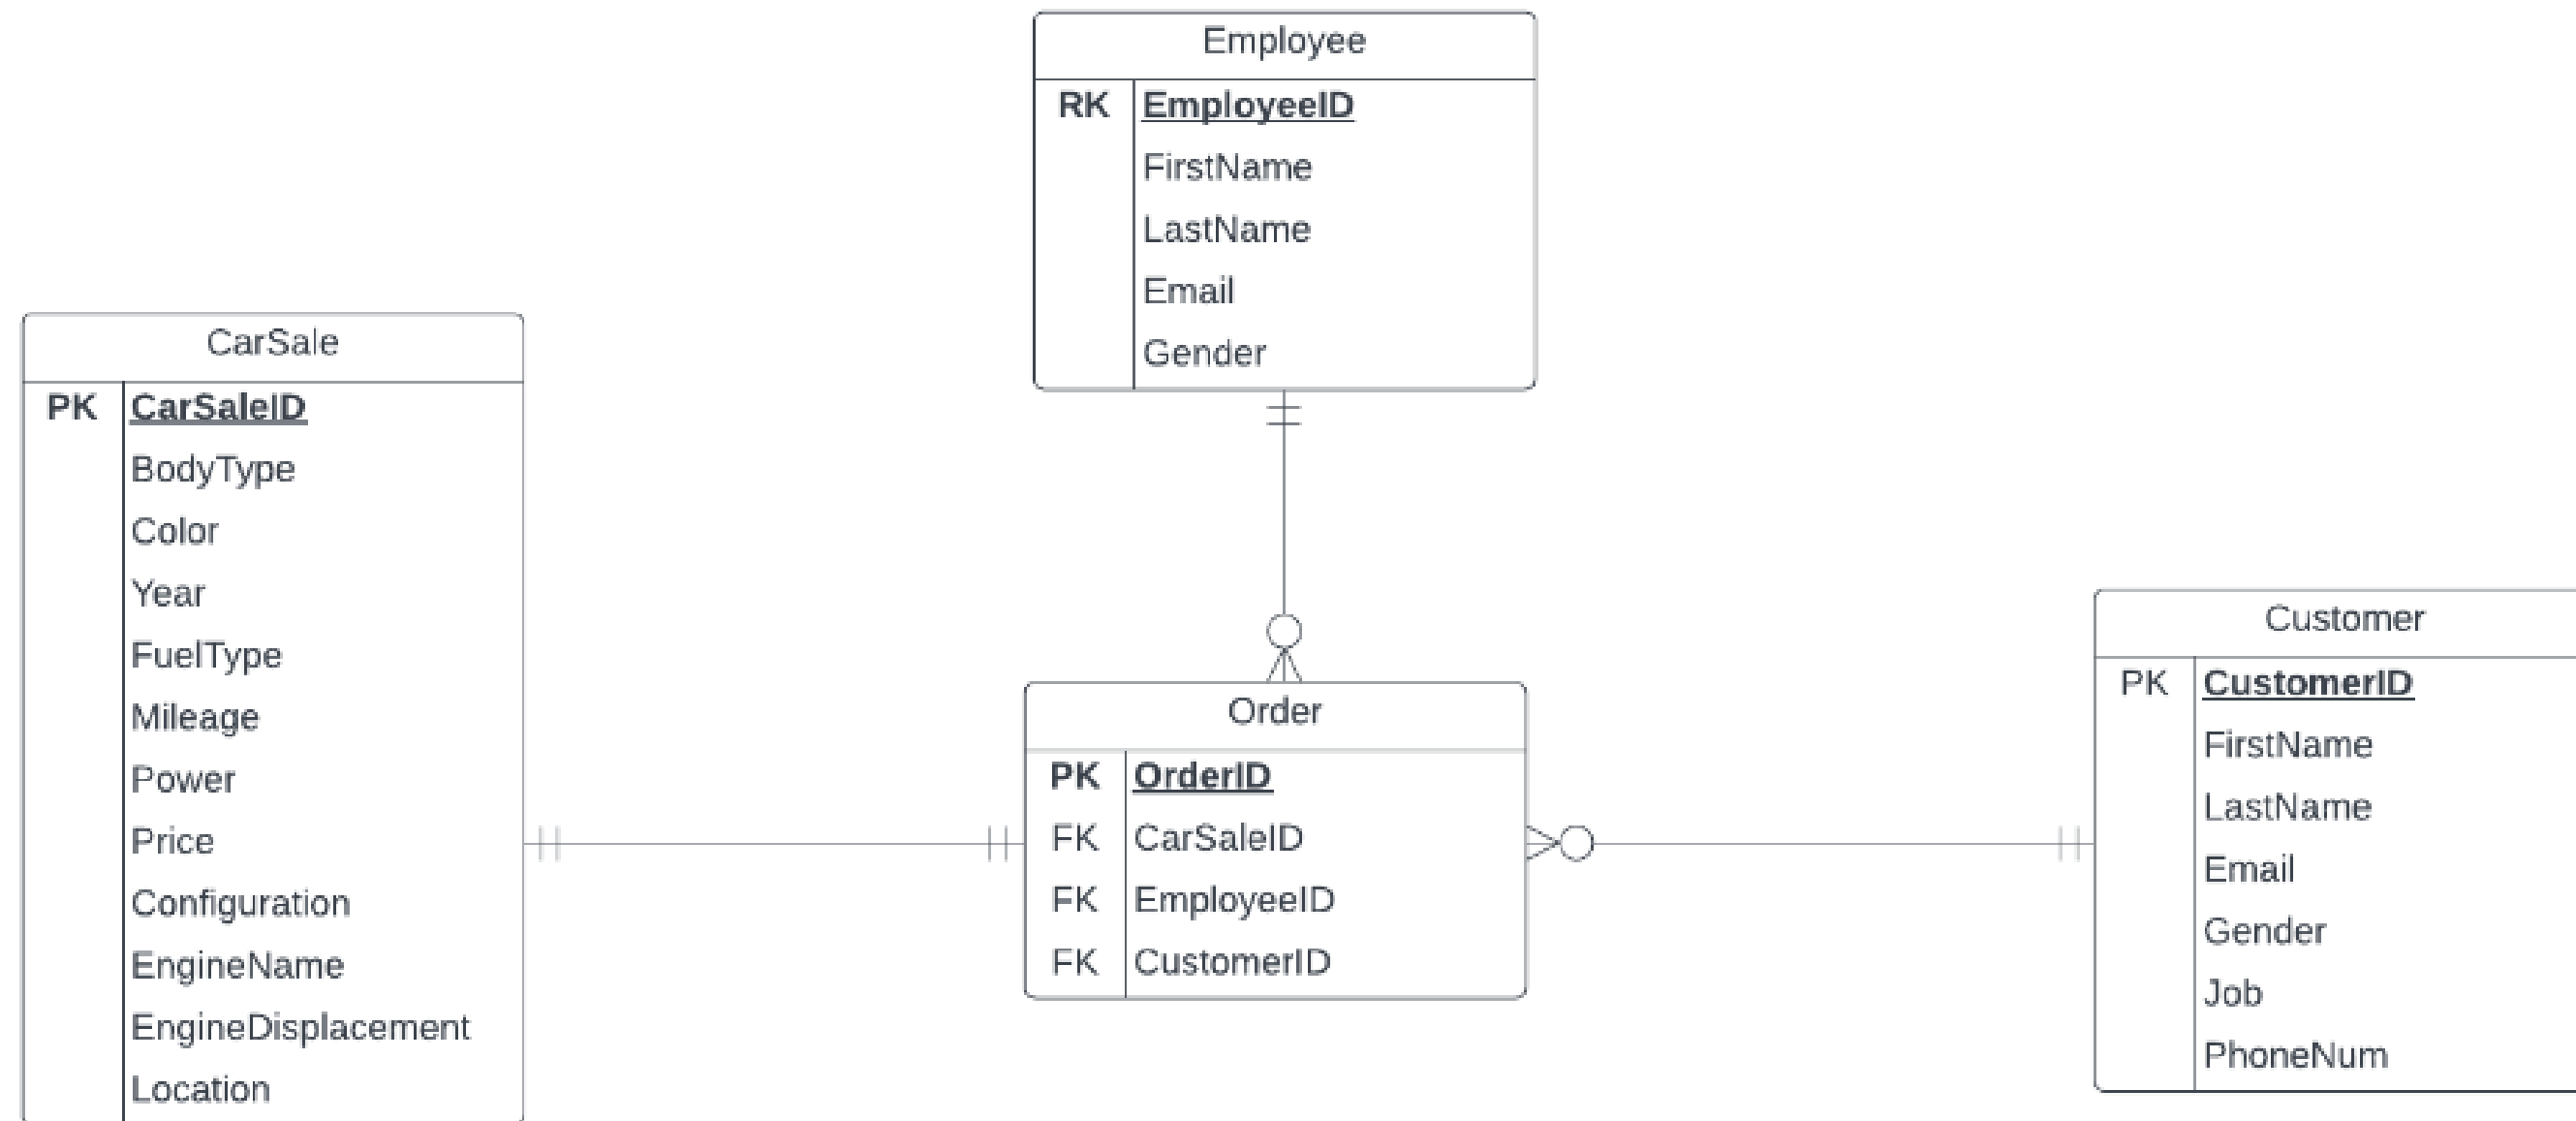 Employee
RK EmployeeID
FirstName
LastName
Email
Gender
CarSale
PK CarSaleID
BodyType
Color
Year
FuelType
Mileage
Power
Price
Configuration
EngineName
EngineDisplacement
Location
Order
PK OrderID
FK CarSaleID
FK EmployeeID
FK CustomerID
Customer
PK CustomerID
FirstName
LastName
Email
Gender
Job
PhoneNum